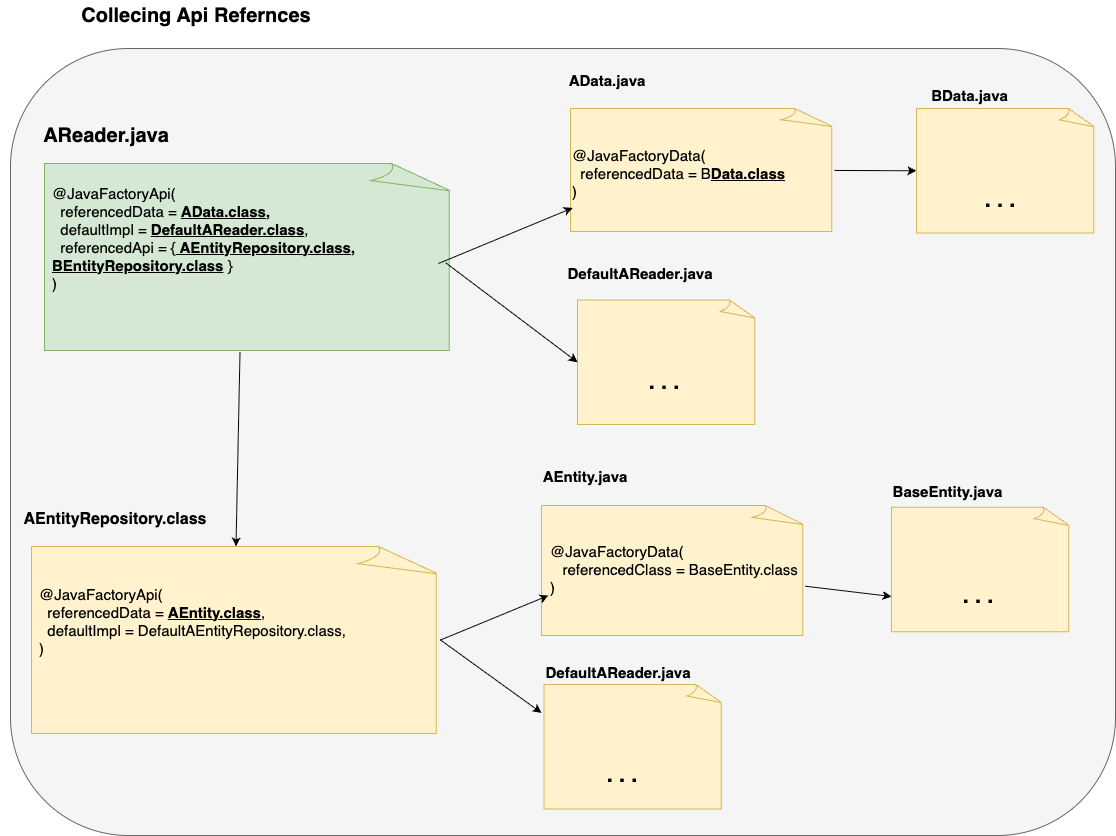 Collecing Api Refernces
AReader.java
@JavaFactoryApi(
referencedData = AData.class,
defaultImpl = DefaultAReader.class,
referencedApi = { AEntityRepository.class,
BEntityRepository.class }
)
AData.java
@JavaFactoryData(
referencedData = BData.class
)
BData.java
...
DefaultAReader.java
...
AEntityRepository.class
@JavaFactoryApi(
referencedData = AEntity.class,
defaultImpl = DefaultAEntityRepository.class,
)
AEntity.java
@JavaFactoryData(
referencedClass = BaseEntity.class
)
BaseEntity.java
...
DefaultAReader.java
...